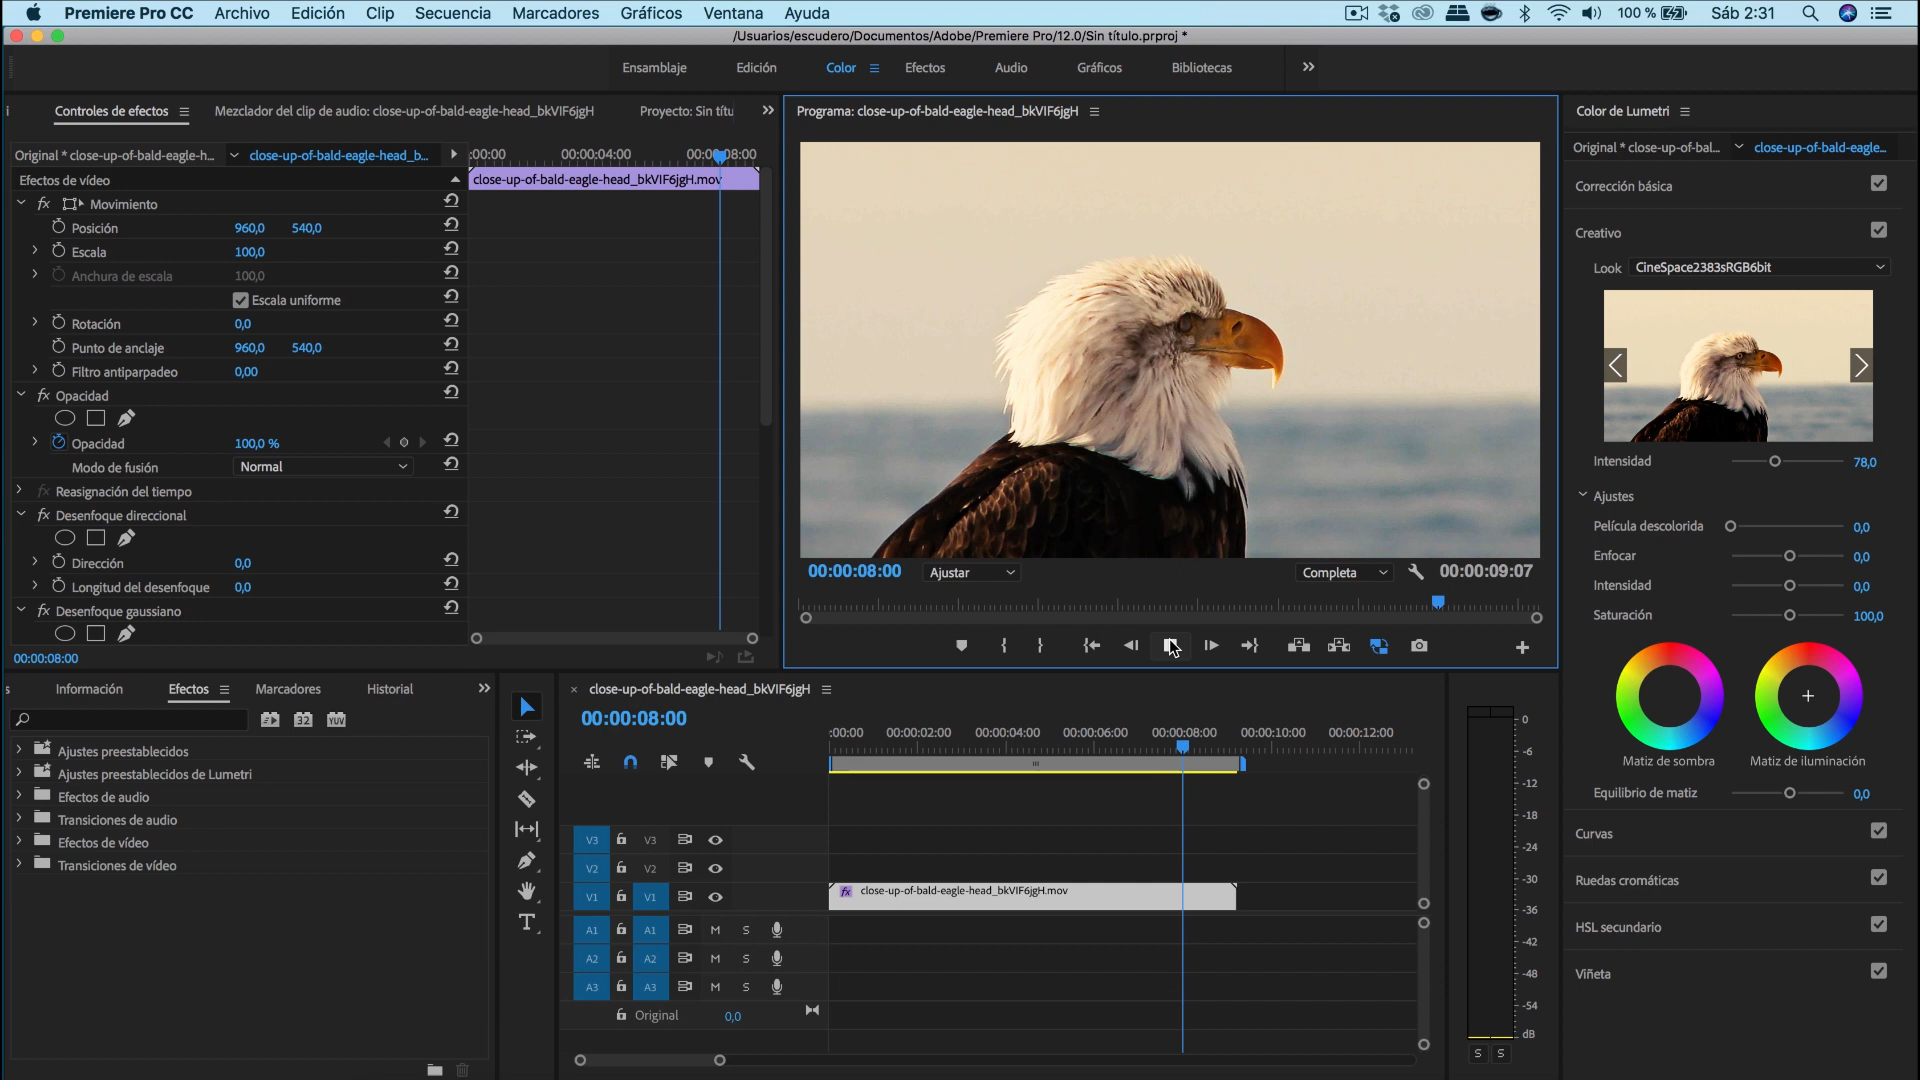 Premiere Pro CC Archivo Edición Clip Secuencia Marcadores Gráficos Ventana Ayuda 100 % Sáb 2:31
/Usuarios/escudero/Documentos/Adobe/Premiere Pro/12.0/Sin título.prproj *
Ensamblaje Edición Color Efectos Audio Gráficos Bibliotecas
Controles de efectos Mezclador del clip de audio: close-up-of-bald-eagle-head_bkVIF6jgH Proyecto: Sin títu
Original * close-up-of-bald-eagle-h... close-up-of-bald-eagle-head_b... :00:00 00:00:04:00 00:00:08:00
Efectos de vídeo
close-up-of-bald-eagle-head_bkVIF6jgH.mov
fx Movimiento
Posición 960,0 540,0
Escala 100,0
Anchura de escala 100,0
Escala uniforme
Rotación 0,0
Punto de anclaje 960,0 540,0
Filtro antiparpadeo 0,00
fx Opacidad
Opacidad 100,0 %
Modo de fusión Normal
fx Reasignación del tiempo
fx Desenfoque direccional
Dirección 0,0
Longitud del desenfoque 0,0
fx Desenfoque gaussiano
00:00:08:00
Programa: close-up-of-bald-eagle-head_bkVIF6jgH
00:00:08:00 Ajustar Completa 00:00:09:07
Color de Lumetri
Original * close-up-of-bal... close-up-of-bald-eagle...
Corrección básica
Creativo
Look CineSpace2383sRGB6bit
Intensidad 78,0
Ajustes
Película descolorida 0,0
Enfocar 0,0
Intensidad 0,0
Saturación 100,0
Matiz de sombra Matiz de iluminación
Equilibrio de matiz 0,0
Curvas
Ruedas cromáticas
HSL secundario
Viñeta
s Información Efectos Marcadores Historial
32 YUV
Ajustes preestablecidos
Ajustes preestablecidos de Lumetri
Efectos de audio
Transiciones de audio
Efectos de vídeo
Transiciones de vídeo
T
× close-up-of-bald-eagle-head_bkVIF6jgH
00:00:08:00
:00:00 00:00:02:00 00:00:04:00 00:00:06:00 00:00:08:00 00:00:10:00 00:00:12:00
V3 V3
V2 V2
V1 V1
fx close-up-of-bald-eagle-head_bkVIF6jgH.mov
A1 A1 M S
A2 A2 M S
A3 A3 M S
Original 0,0
0
-6
-12
-18
-24
-30
-36
-42
-48
-54
dB
S S